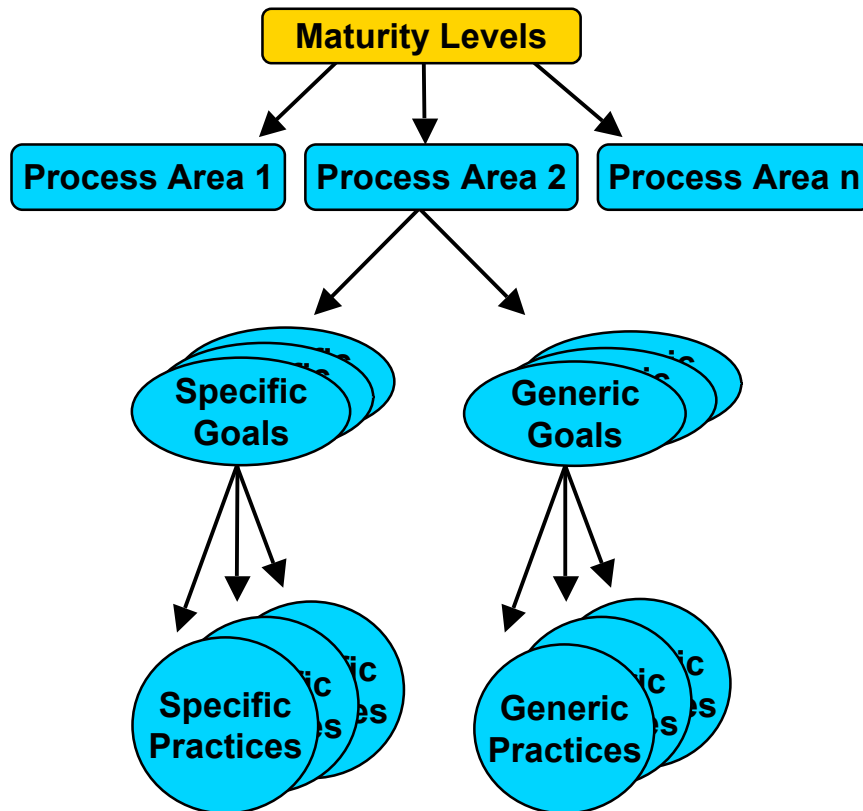 Maturity Levels
Process Area 1
Process Area 2
Process Area n
Specific
Goals
Generic
Goals
Specific
Practices
Generic
Practices